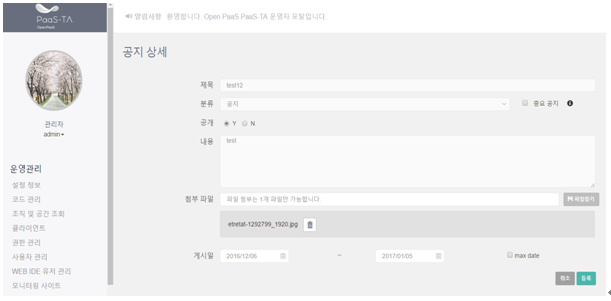 PaaS-TA
OpenPaaS
알림사항 환영합니다. Open PaaS PaaS-TA 운영자 포탈입니다.
관리자
admin
운영관리
설정 정보
코드 관리
조직 및 공간 조회
클라이언트
권한 관리
사용자 관리
WEB IDE 유저 관리
모니터링 사이트
공지 상세
제목 test12
분류 공지 중요 공지
공개 Y N
내용 test
첨부 파일 파일 첨부는 1개 파일만 가능합니다. 파일찾기
etretat-1292799_1920.jpg
게시일 2016/12/06 ~ 2017/01/05 max date
취소 등록